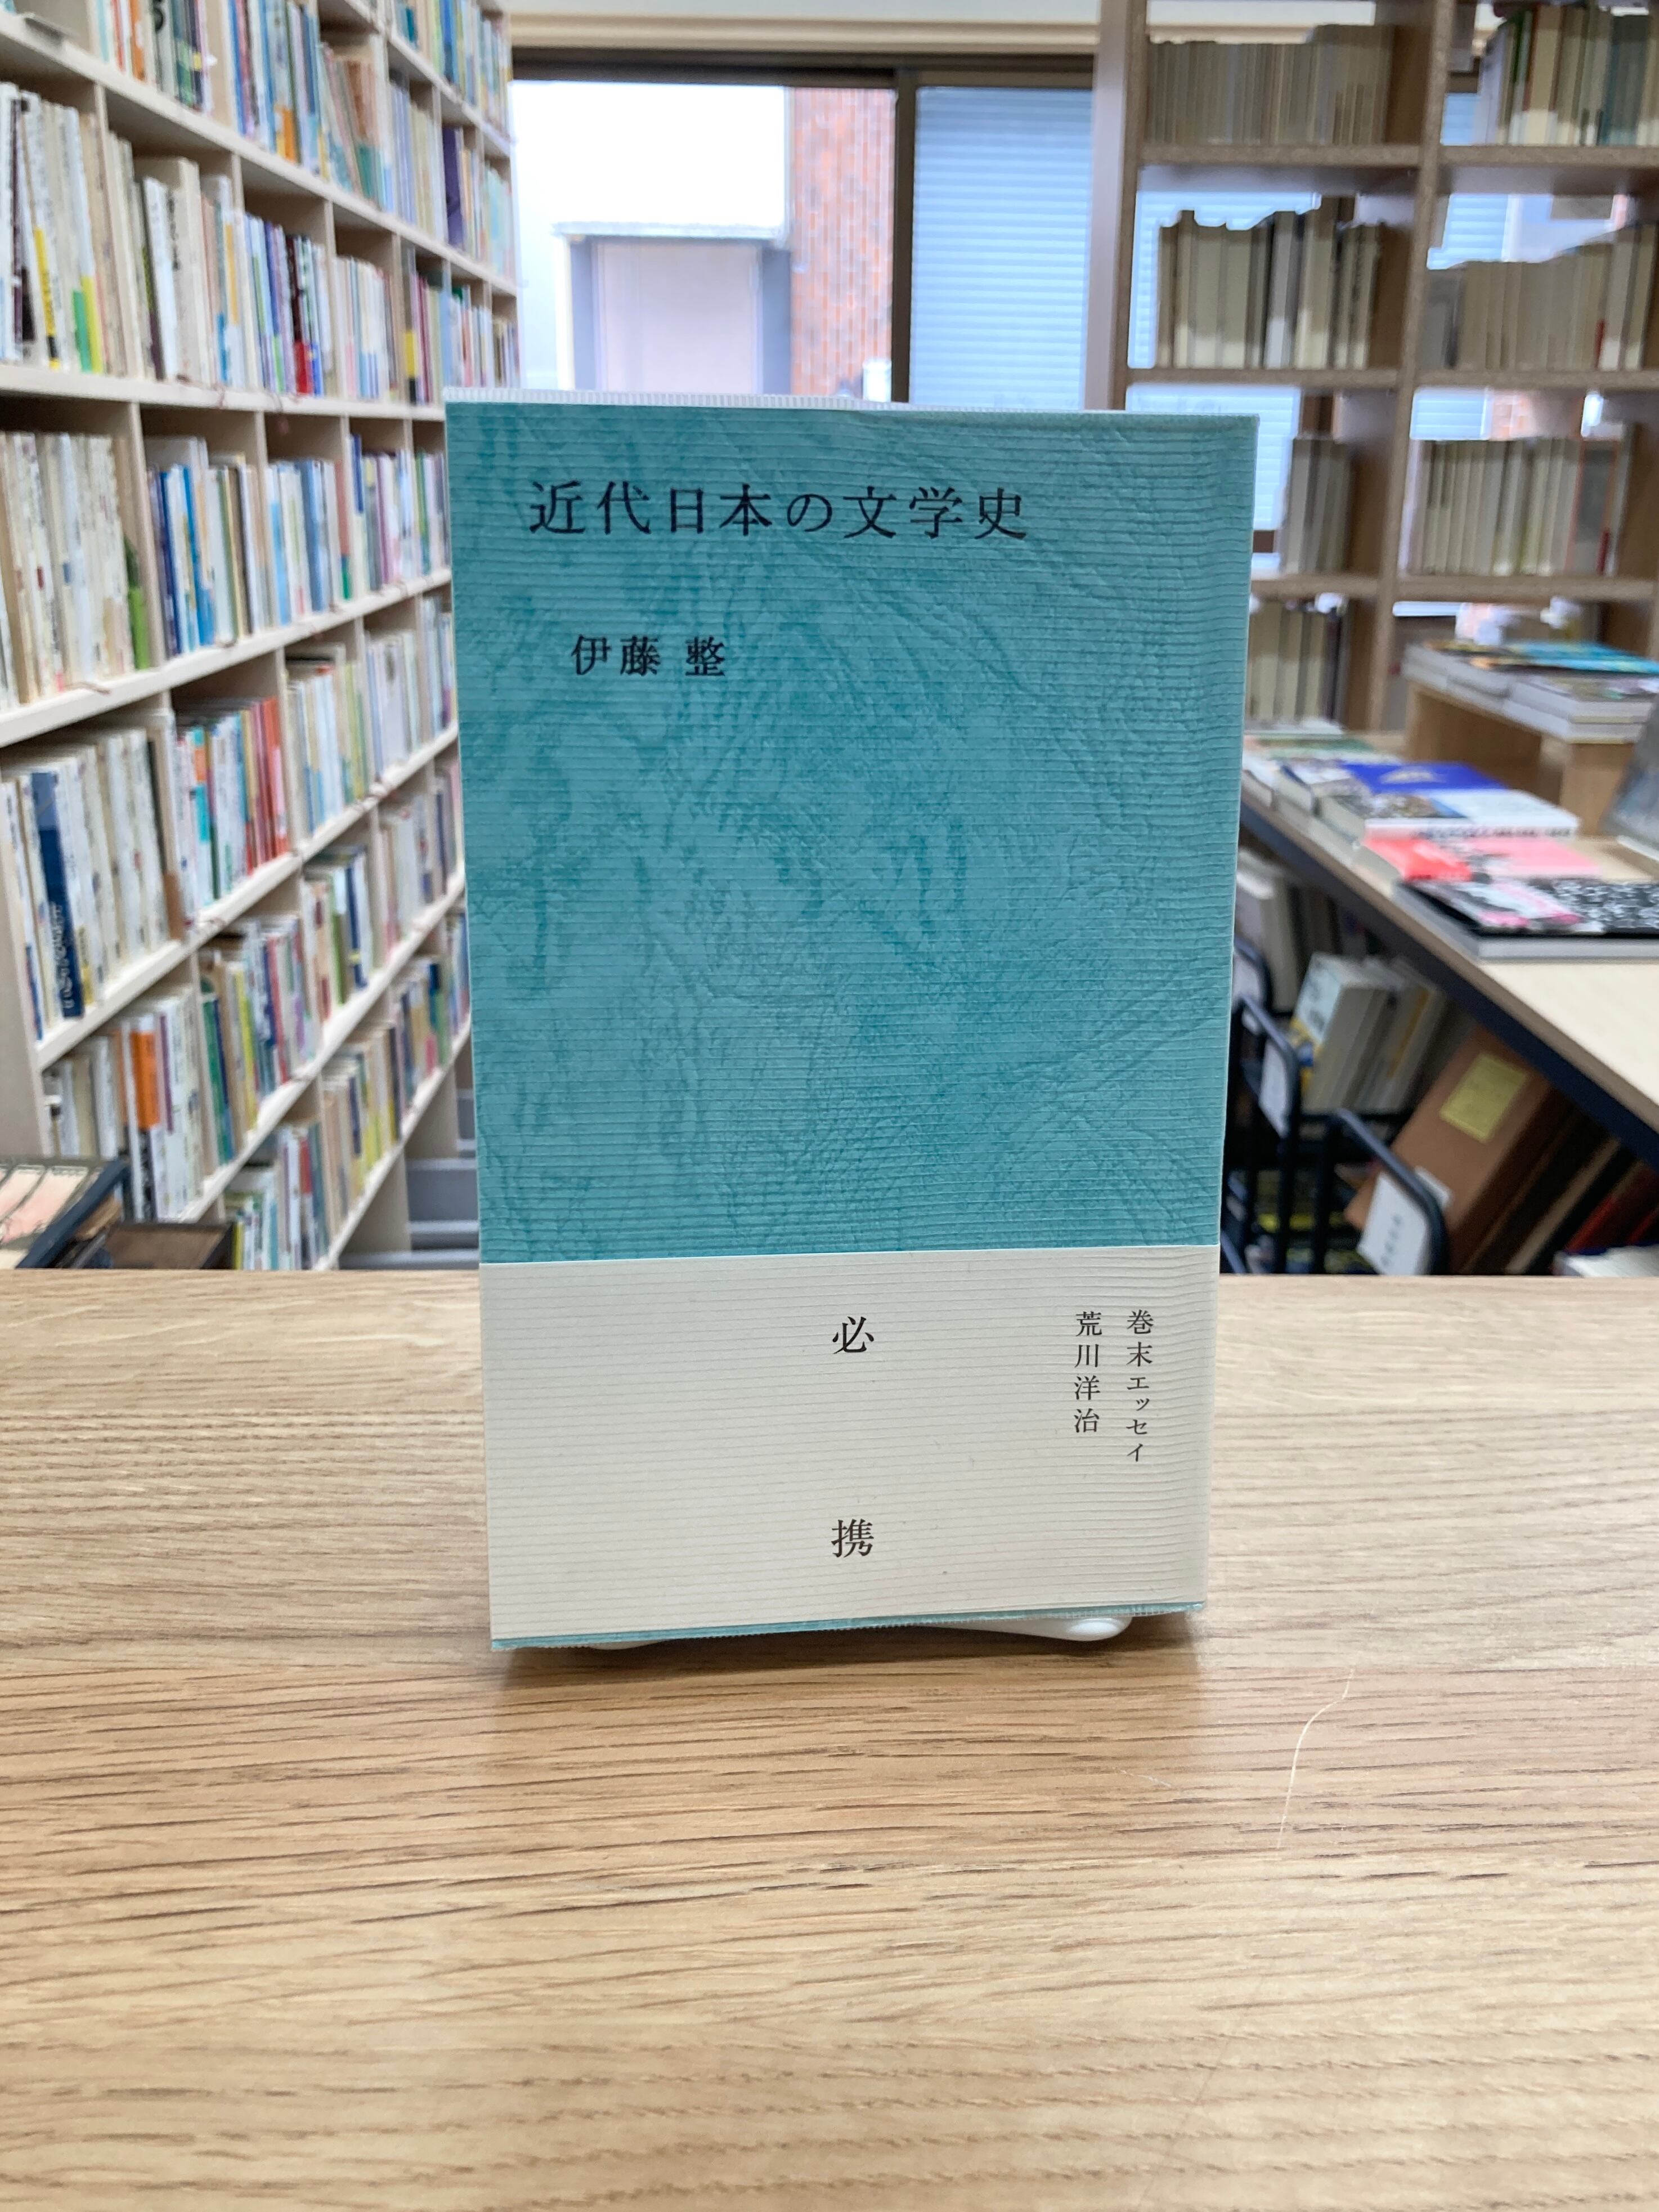 近代日本の文学史
伊藤 整
巻末エッセイ
荒川洋治
必携